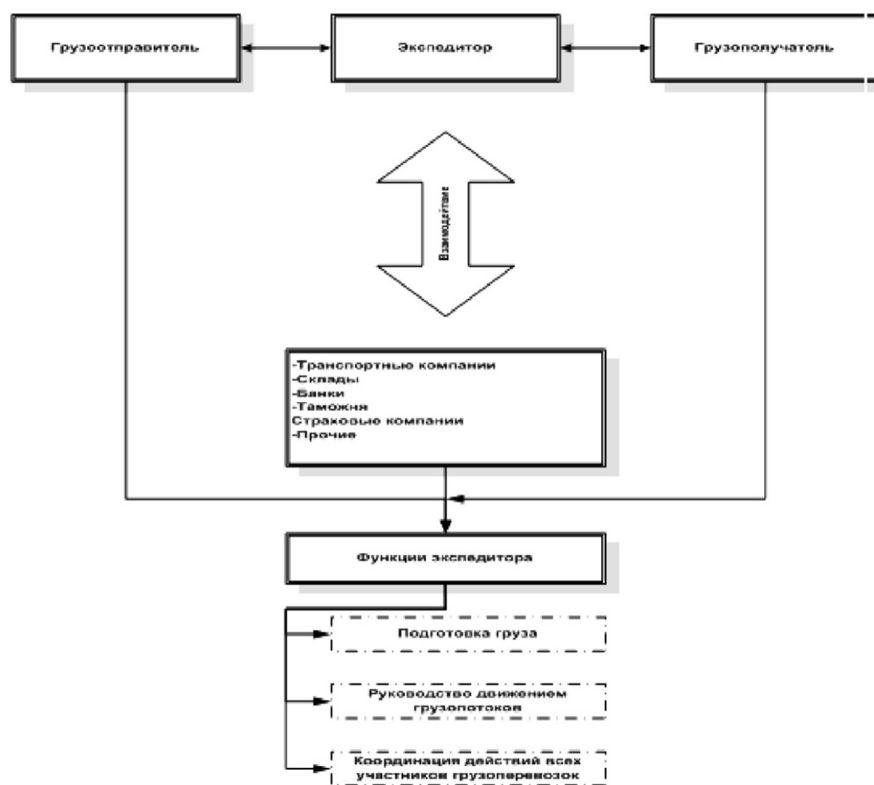 Грузоотправитель
Экспедитор
Грузополучатель
Взаимодействие
-Транспортные компании
-Склады
-Банки
-Таможня
Страховые компании
-Прочие
Функции экспедитора
Подготовка груза
Руководство движением
грузопотоков
Координация действий всех
участников грузоперевозок